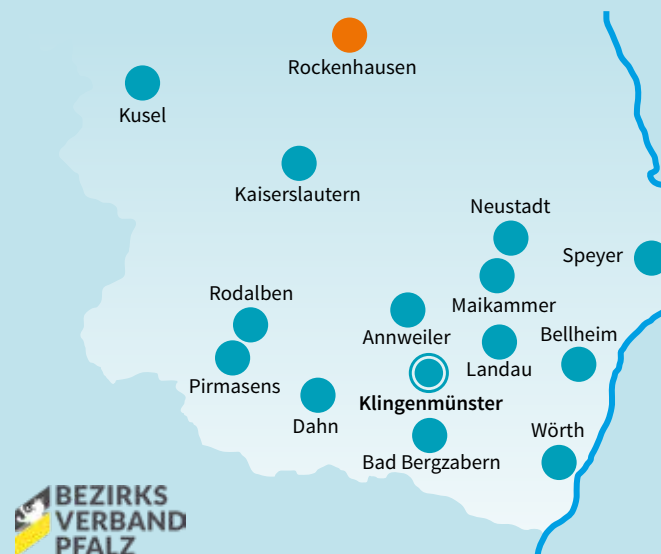 Rockenhausen
Kusel
Kaiserslautern
Neustadt
Speyer
Rodalben
Maikammer
Annweiler
Bellheim
Landau
Pirmasens
Klingenmünster
Dahn
Wörth
Bad Bergzabern
BEZIRKS
VERBAND
PFALZ